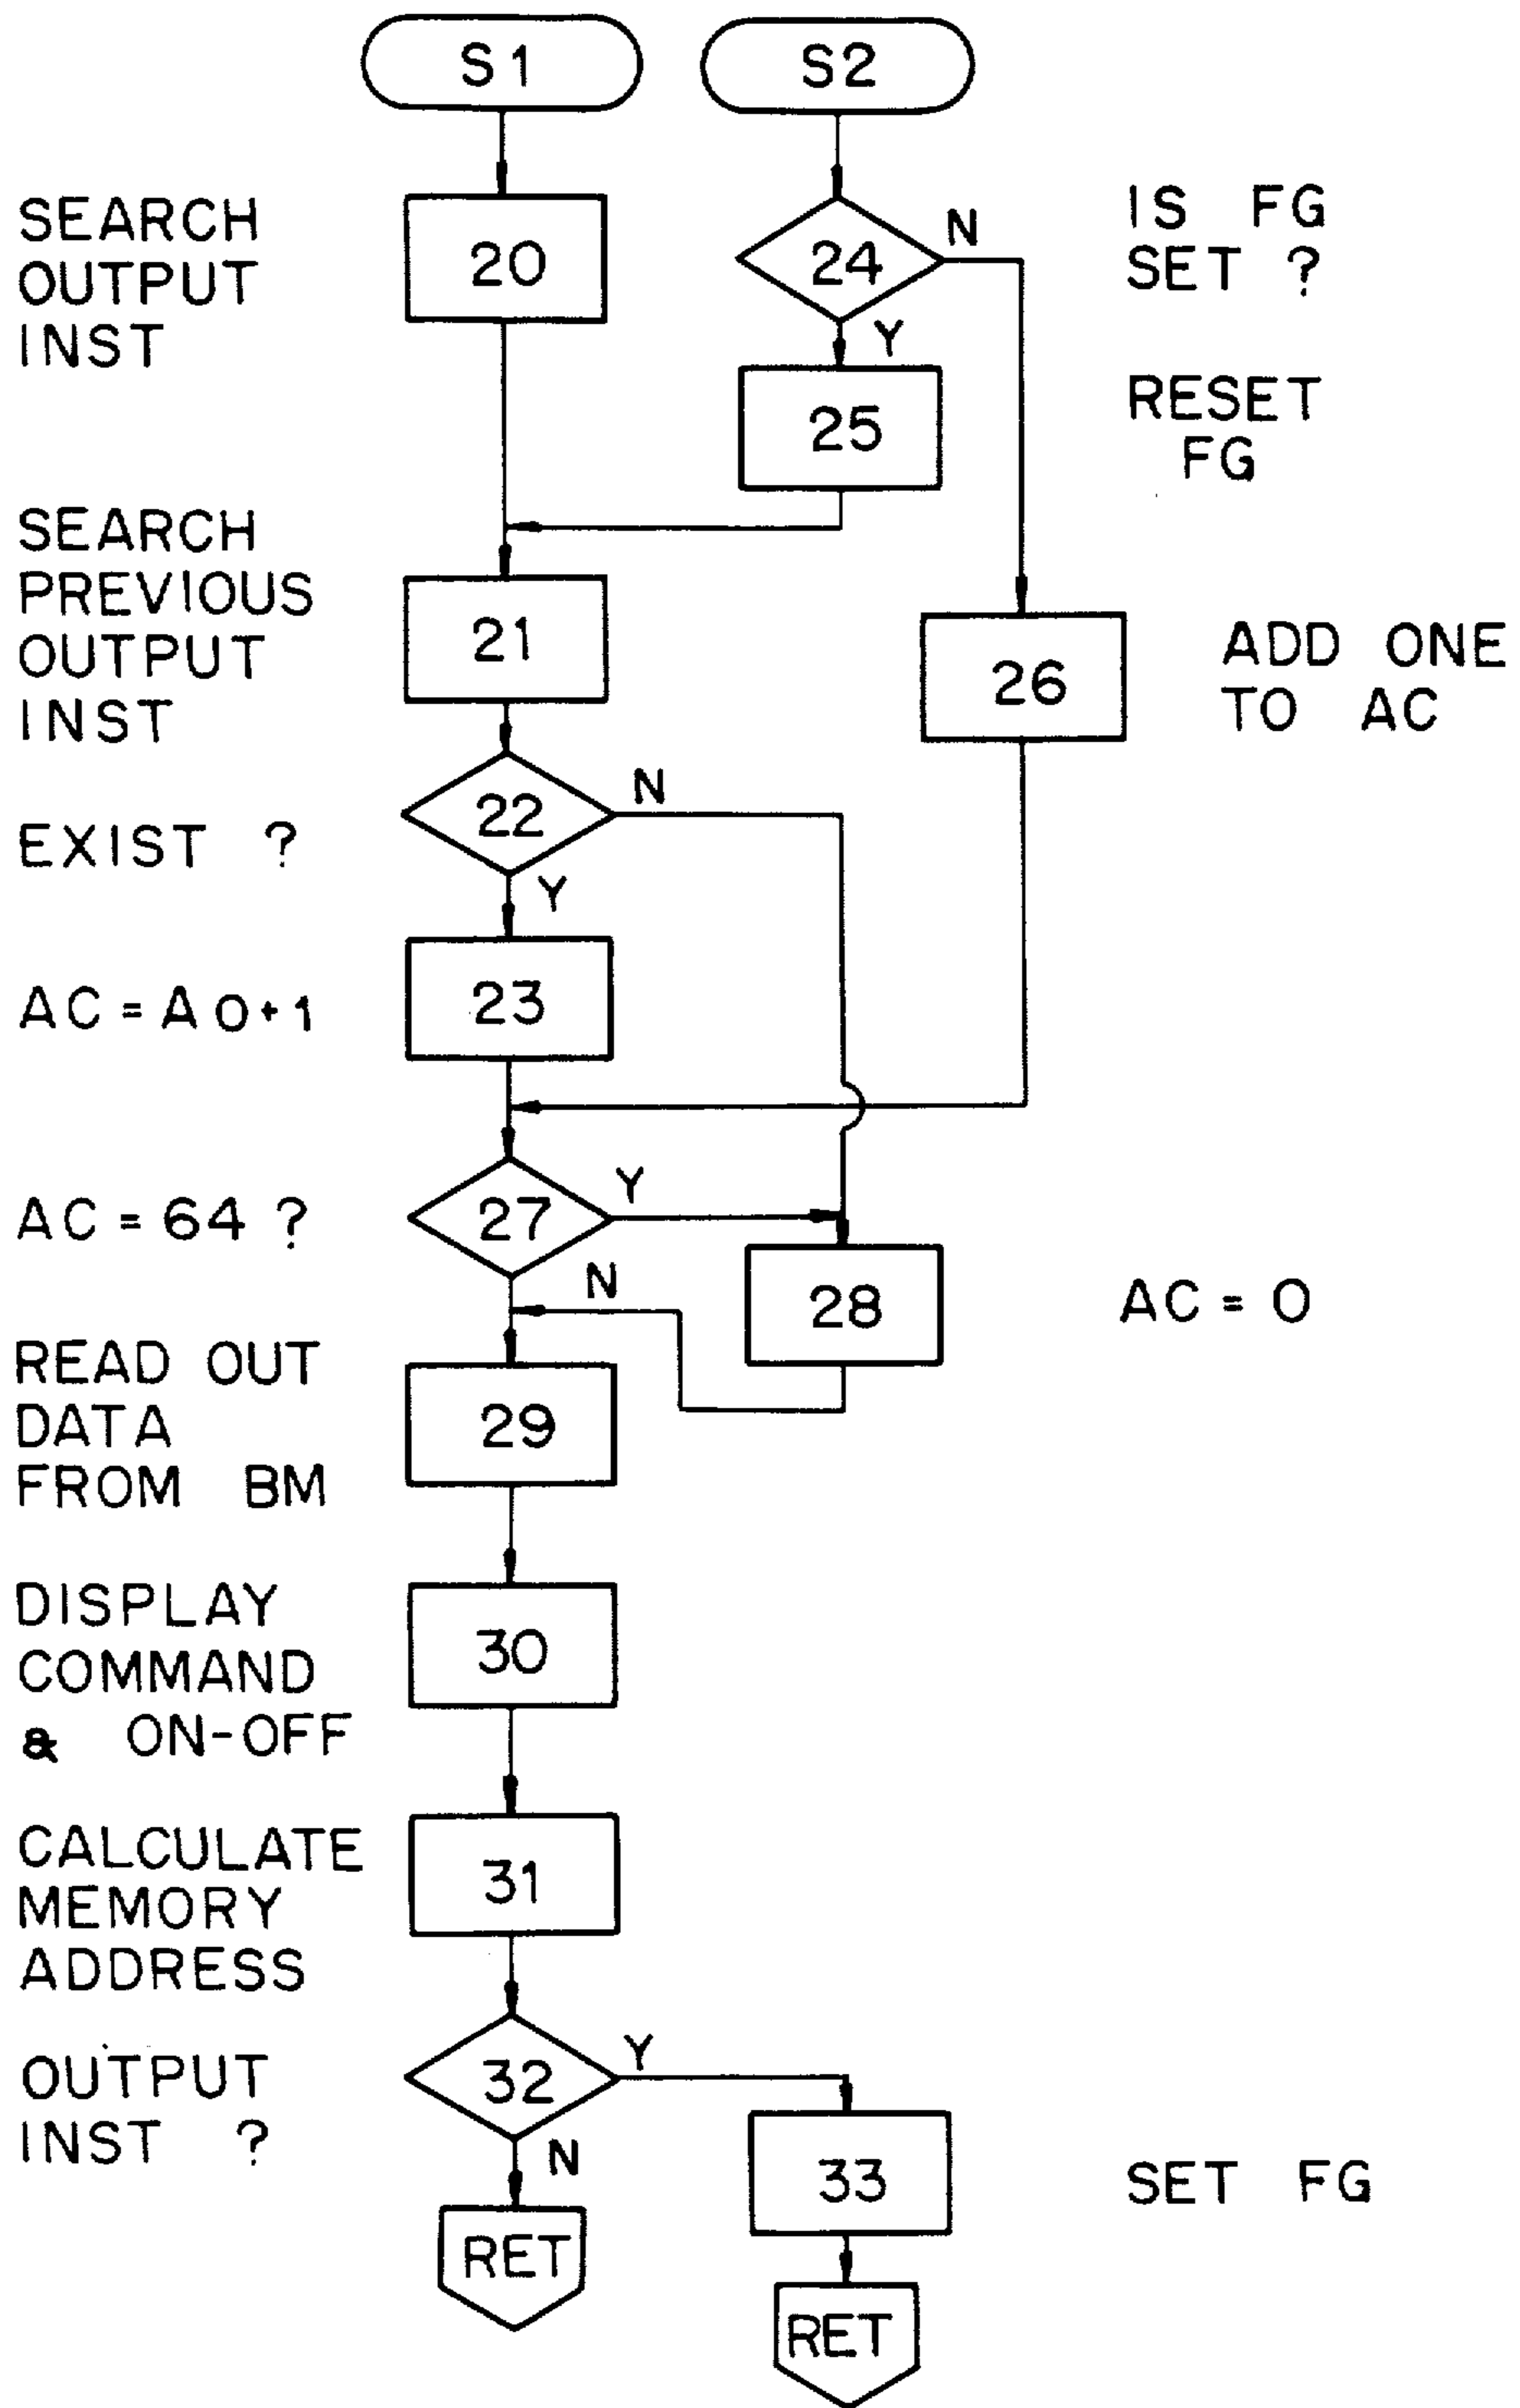 S1
S2
SEARCH
OUTPUT
INST
20
24
N
IS FG
SET ?
Y
25
RESET
FG
SEARCH
PREVIOUS
OUTPUT
INST
21
26
ADD ONE
TO AC
EXIST ?
22
N
Y
AC = A0+1
23
AC = 64 ?
27
Y
N
28
AC = 0
READ OUT
DATA
FROM BM
29
DISPLAY
COMMAND
& ON-OFF
30
CALCULATE
MEMORY
ADDRESS
31
OUTPUT
INST ?
32
Y
N
33
SET FG
RET
RET